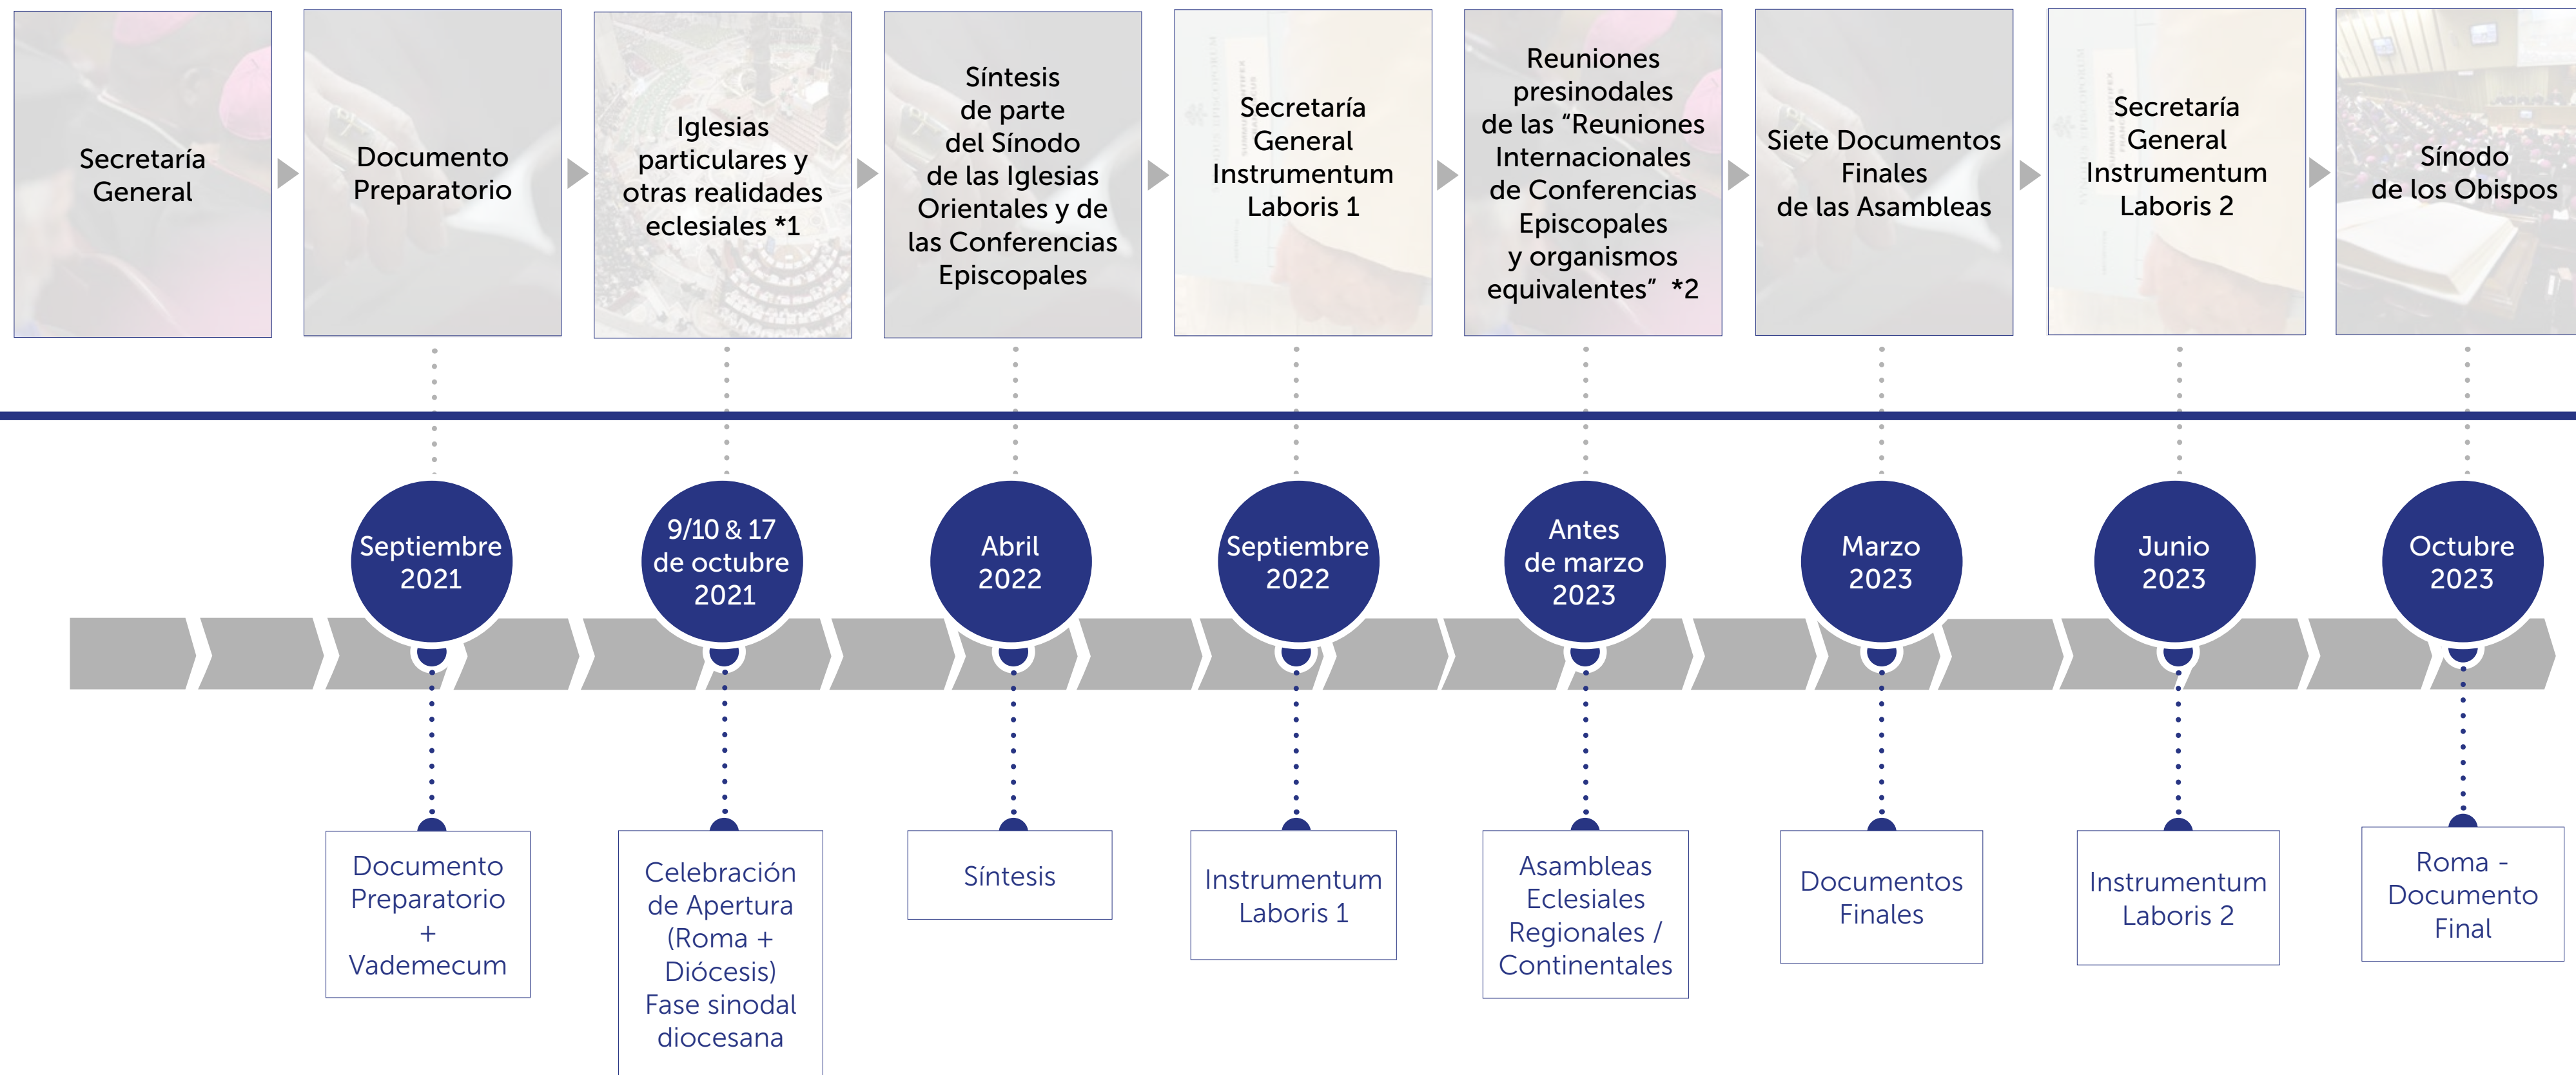 Secretaría
General
Documento
Preparatorio
Iglesias
particulares y
otras realidades
eclesiales *1
Síntesis
de parte
del Sínodo
de las Iglesias
Orientales y de
las Conferencias
Episcopales
Secretaría
General
Instrumentum
Laboris 1
Reuniones
presinodales
de las “Reuniones
Internacionales
de Conferencias
Episcopales
y organismos
equivalentes” *2
Siete Documentos
Finales
de las Asambleas
Secretaría
General
Instrumentum
Laboris 2
Sínodo
de los Obispos
Septiembre
2021
9/10 & 17
de octubre
2021
Abril
2022
Septiembre
2022
Antes
de marzo
2023
Marzo
2023
Junio
2023
Octubre
2023
Documento
Preparatorio
+
Vademecum
Celebración
de Apertura
(Roma +
Diócesis)
Fase sinodal
diocesana
Síntesis
Instrumentum
Laboris 1
Asambleas
Eclesiales
Regionales /
Continentales
Documentos
Finales
Instrumentum
Laboris 2
Roma -
Documento
Final